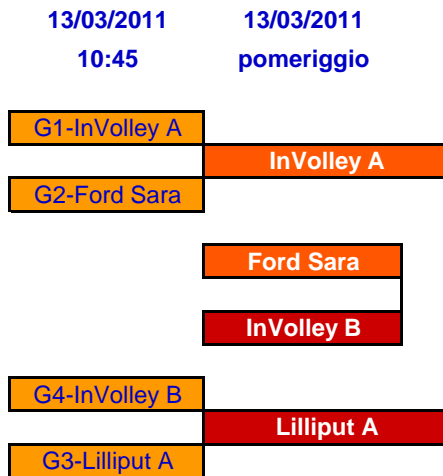 13/03/2011 13/03/2011
10:45 pomeriggio
G1-InVolley A
InVolley A
G2-Ford Sara
Ford Sara
InVolley B
G4-InVolley B
Lilliput A
G3-Lilliput A